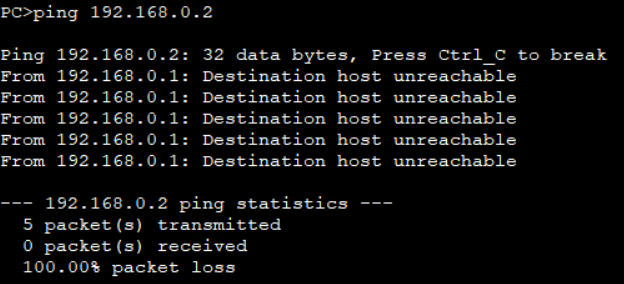 PC>ping 192.168.0.2
Ping 192.168.0.2: 32 data bytes, Press Ctrl_C to break
From 192.168.0.1: Destination host unreachable
From 192.168.0.1: Destination host unreachable
From 192.168.0.1: Destination host unreachable
From 192.168.0.1: Destination host unreachable
From 192.168.0.1: Destination host unreachable
--- 192.168.0.2 ping statistics ---
  5 packet(s) transmitted
  0 packet(s) received
  100.00% packet loss